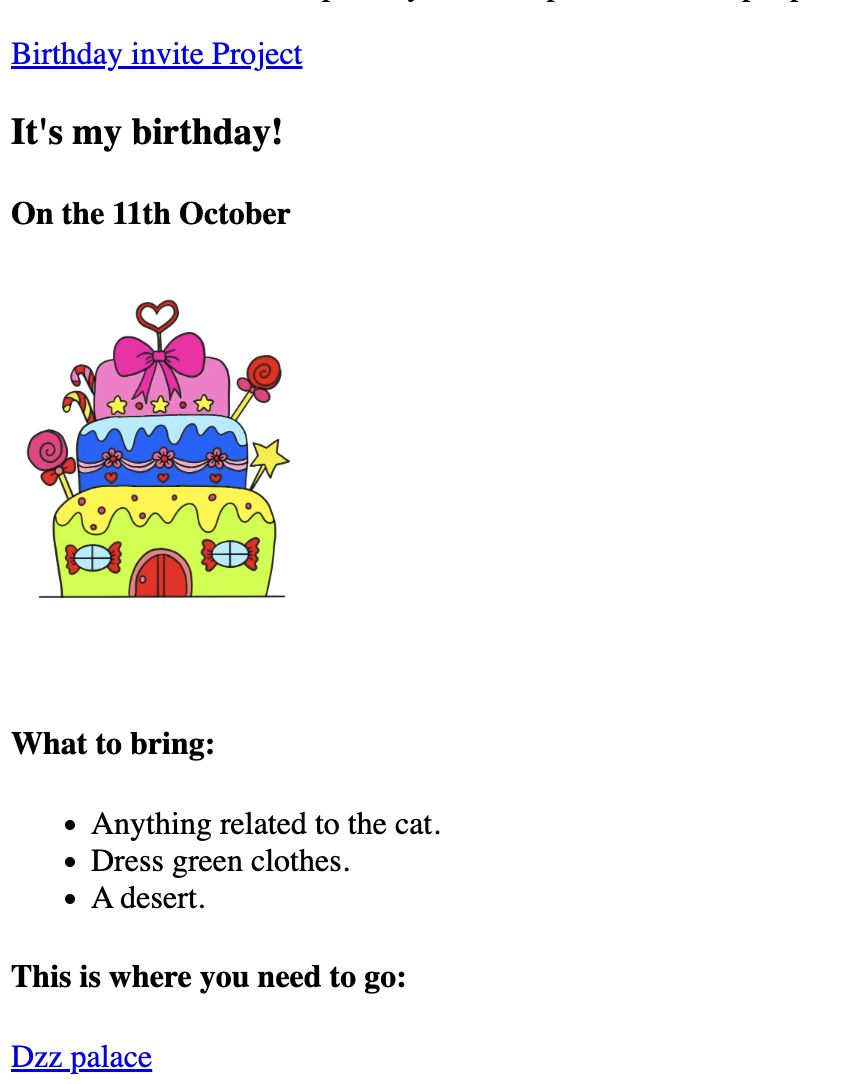 Birthday invite Project
It's my birthday!
On the 11th October
What to bring:
Anything related to the cat.
Dress green clothes.
A desert.
This is where you need to go:
Dzz palace